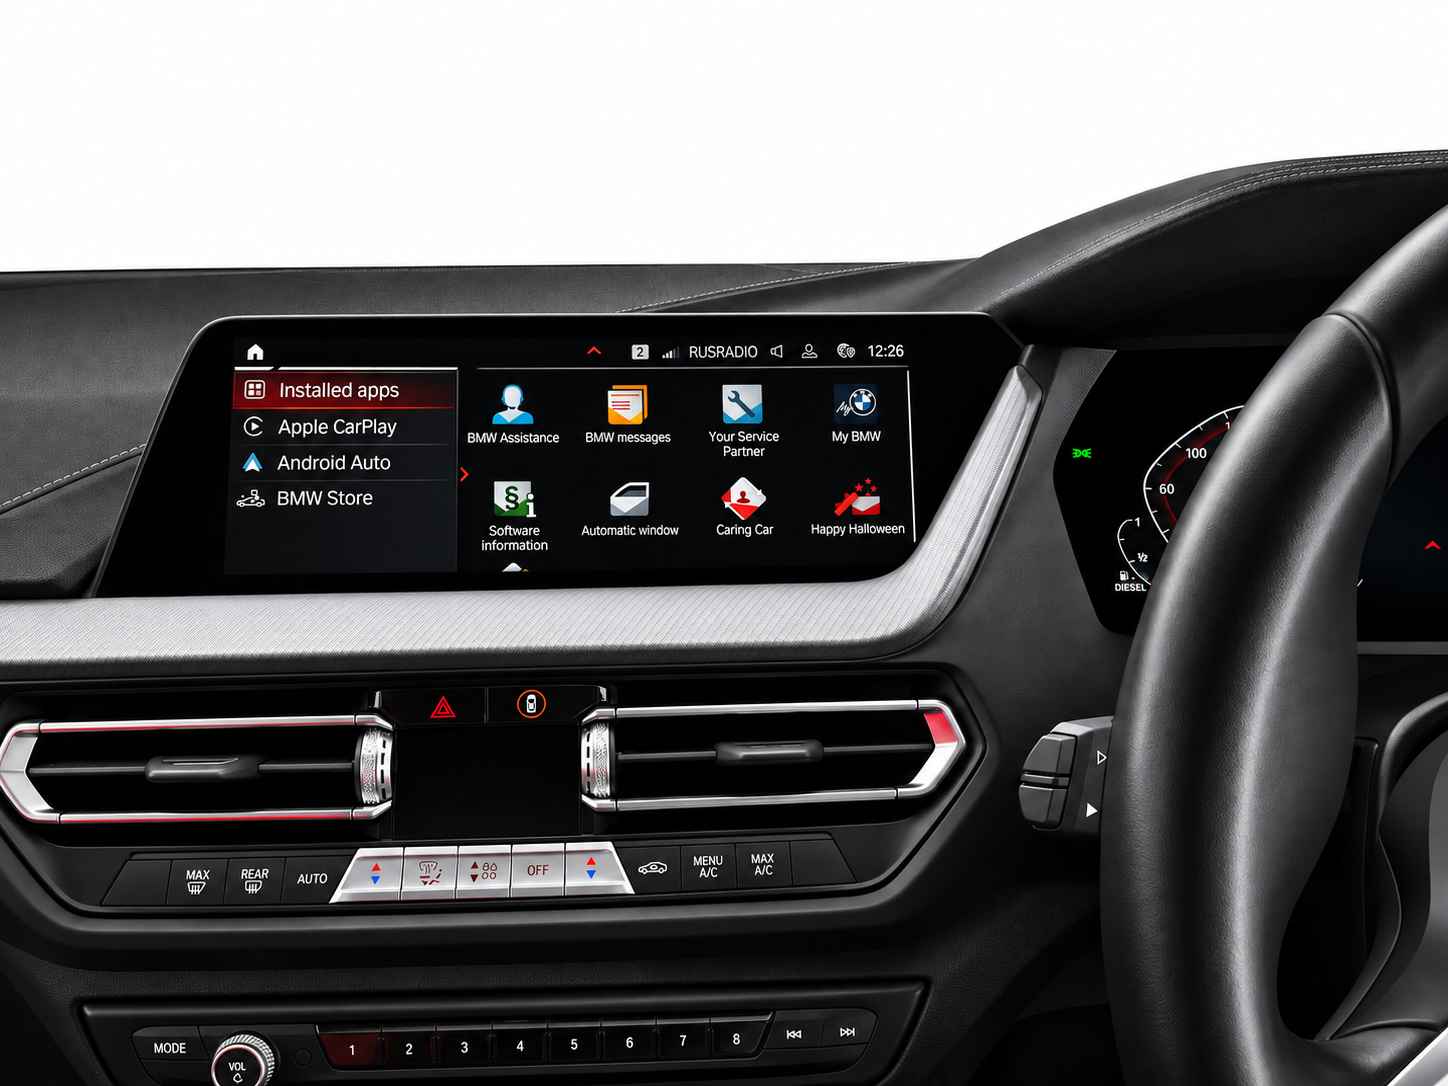 2 RUSRADIO 12:26
Installed apps
Apple CarPlay
Android Auto
BMW Store
BMW Assistance
BMW messages
Your Service
Partner
My BMW
My
§ i
Software
information
Automatic window
Caring Car
Happy Halloween
100
60
1
½
DIESEL
MAX
REAR
AUTO
OFF
MENU
A/C
MAX
A/C
MODE
VOL
1 2 3 4 5 6 7 8